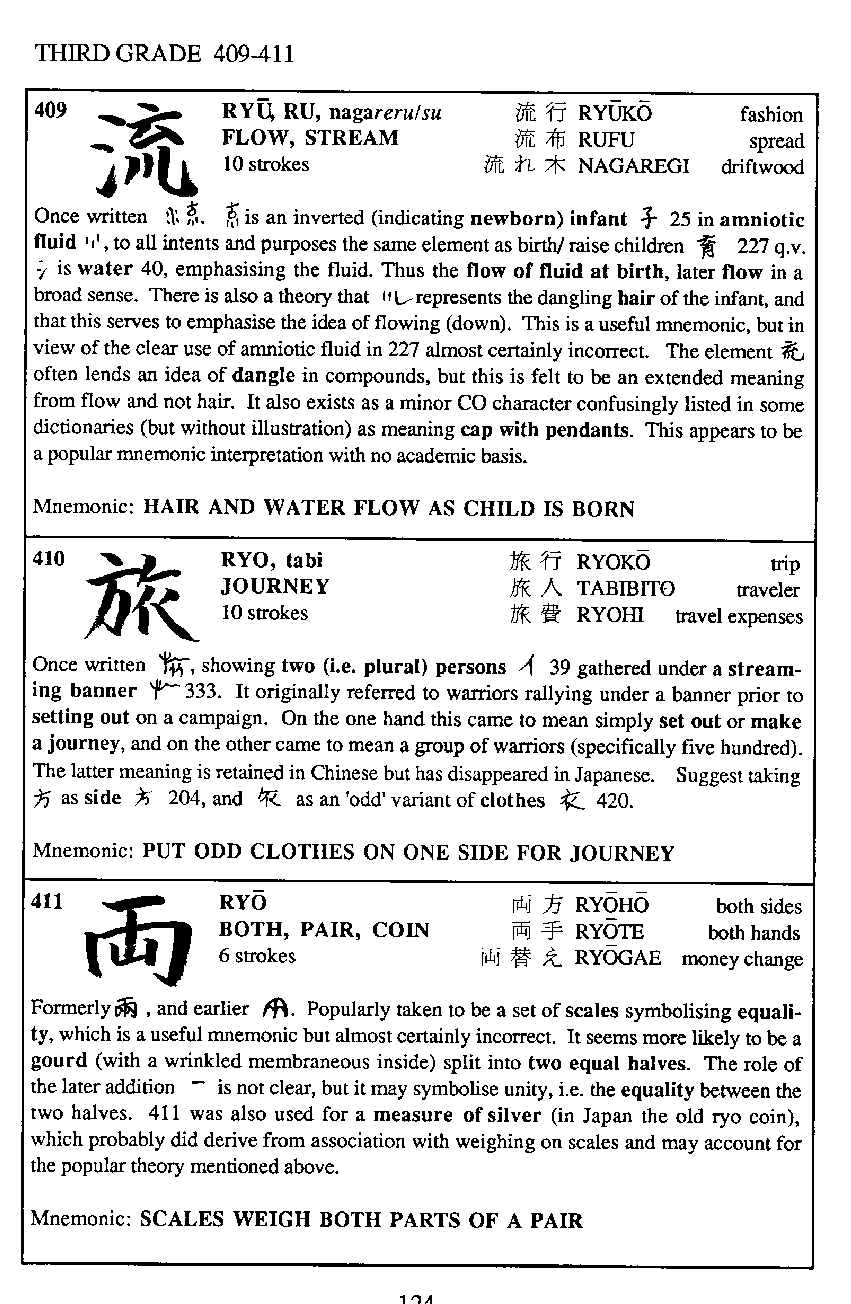 THIRD GRADE 409-411
409 流 RYŪ, RU, nagareru/su 流行 RYŪKŌ fashion
FLOW, STREAM 流布 RUFU spread
10 strokes 流れ木 NAGAREGI driftwood
Once written . is an inverted (indicating newborn) infant 子 25 in amniotic
fluid , to all intents and purposes the same element as birth/ raise children 育 227 q.v.
氵 is water 40, emphasising the fluid. Thus the flow of fluid at birth, later flow in a
broad sense. There is also a theory that represents the dangling hair of the infant, and
that this serves to emphasise the idea of flowing (down). This is a useful mnemonic, but in
view of the clear use of amniotic fluid in 227 almost certainly incorrect. The element 㐬
often lends an idea of dangle in compounds, but this is felt to be an extended meaning
from flow and not hair. It also exists as a minor CO character confusingly listed in some
dictionaries (but without illustration) as meaning cap with pendants. This appears to be
a popular mnemonic interpretation with no academic basis.
Mnemonic: HAIR AND WATER FLOW AS CHILD IS BORN
410 旅 RYO, tabi 旅行 RYOKŌ trip
JOURNEY 旅人 TABIBITO traveler
10 strokes 旅費 RYOHI travel expenses
Once written , showing two (i.e. plural) persons 39 gathered under a stream-
ing banner 333. It originally referred to warriors rallying under a banner prior to
setting out on a campaign. On the one hand this came to mean simply set out or make
a journey, and on the other came to mean a group of warriors (specifically five hundred).
The latter meaning is retained in Chinese but has disappeared in Japanese. Suggest taking
方 as side 方 204, and as an 'odd' variant of clothes 衣 420.
Mnemonic: PUT ODD CLOTHES ON ONE SIDE FOR JOURNEY
411 両 RYŌ 両方 RYŌHŌ both sides
BOTH, PAIR, COIN 両手 RYŌTE both hands
6 strokes 両替え RYŌGAE money change
Formerly 兩 , and earlier . Popularly taken to be a set of scales symbolising equali-
ty, which is a useful mnemonic but almost certainly incorrect. It seems more likely to be a
gourd (with a wrinkled membraneous inside) split into two equal halves. The role of
the later addition 一 is not clear, but it may symbolise unity, i.e. the equality between the
two halves. 411 was also used for a measure of silver (in Japan the old ryo coin),
which probably did derive from association with weighing on scales and may account for
the popular theory mentioned above.
Mnemonic: SCALES WEIGH BOTH PARTS OF A PAIR
124